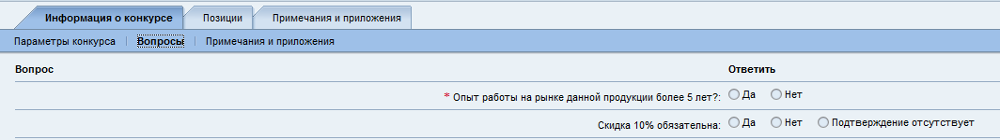 Информация о конкурсе Позиции Примечания и приложения
Параметры конкурса Вопросы Примечания и приложения
Вопрос Ответить
* Опыт работы на рынке данной продукции более 5 лет?: Да Нет
Скидка 10% обязательна: Да Нет Подтверждение отсутствует